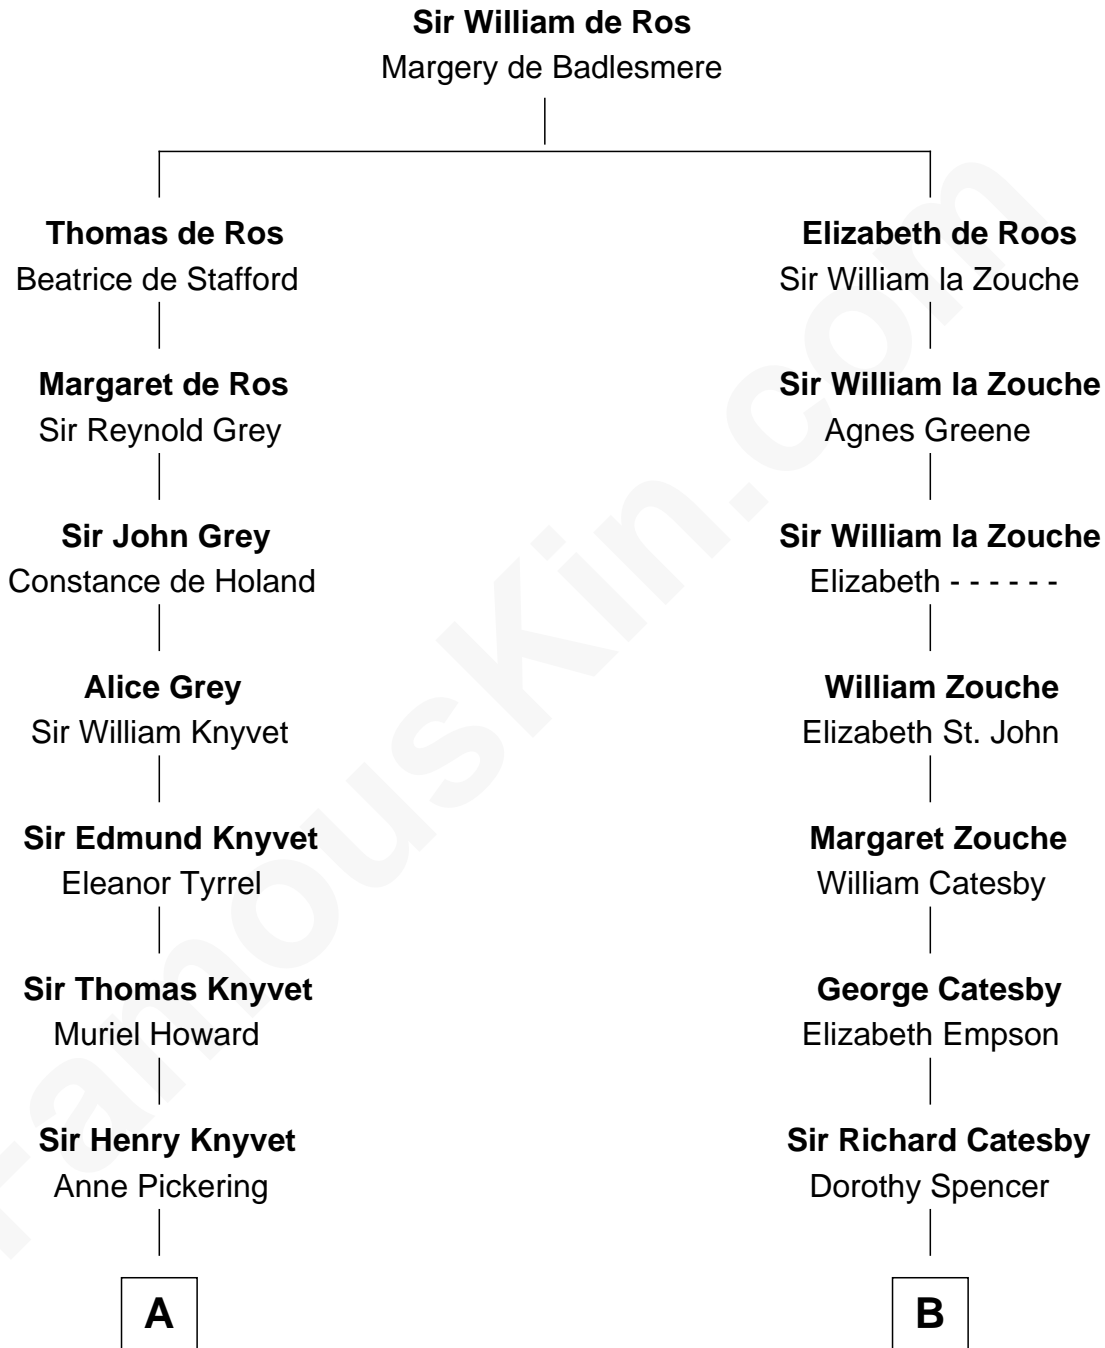 Sir William de Ros
Margery de Badlesmere
Thomas de Ros
Beatrice de Stafford
Margaret de Ros
Sir Reynold Grey
Sir John Grey
Constance de Holand
Alice Grey
Sir William Knyvet
Sir Edmund Knyvet
Eleanor Tyrrel
Sir Thomas Knyvet
Muriel Howard
Sir Henry Knyvet
Anne Pickering
A
Elizabeth de Roos
Sir William la Zouche
Sir William la Zouche
Agnes Greene
Sir William la Zouche
Elizabeth - - - - - -
William Zouche
Elizabeth St. John
Margaret Zouche
William Catesby
George Catesby
Elizabeth Empson
Sir Richard Catesby
Dorothy Spencer
B
FamousKin.com